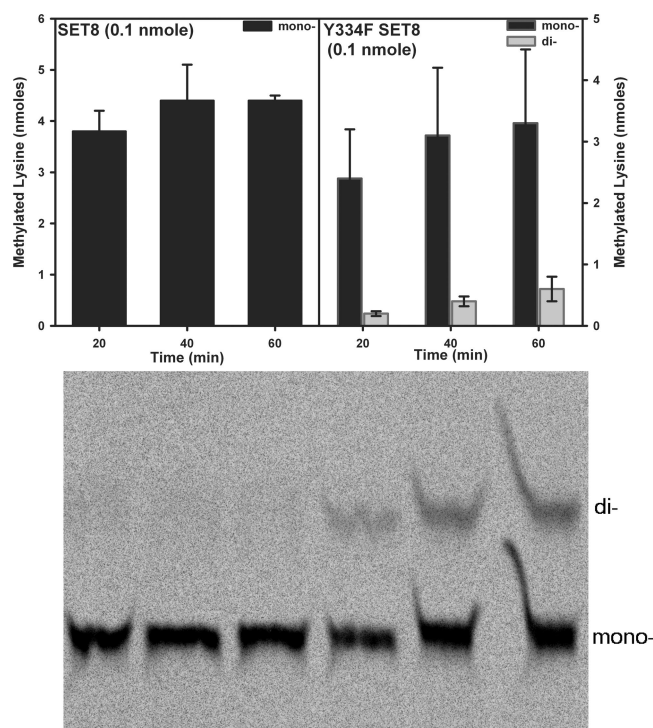 SET8 (0.1 nmole)
mono-
Y334F SET8
(0.1 nmole)
mono-
di-
Methylated Lysine (nmoles)
6
5
4
3
2
1
0
20
40
60
Time (min)
20
40
60
Time (min)
5
4
3
2
1
0
Methylated Lysine (nmoles)
di-
mono-